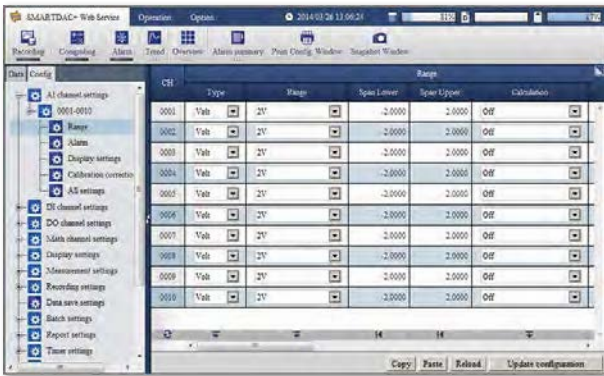 SMARTDAC+ Web Service Operation Option 2014/03/26 11:06:24
Recording Computing Alarm Trend Overview Alarm summary Print Config. Window Snapshot Window
Data Config
AI channel settings
0001-0010
Range
Alarm
Display settings
Calibration correctio
All settings
DI channel settings
DO channel settings
Math channel settings
Display settings
Measurement settings
Recording settings
Data save settings
Batch settings
Report settings
Timer settings
CH Range
Type Range Span Lower Span Upper Calculation
0001 Volt 2V -2.0000 2.0000 Off
0002 Volt 2V -2.0000 2.0000 Off
0003 Volt 2V -2.0000 2.0000 Off
0004 Volt 2V -2.0000 2.0000 Off
0005 Volt 2V -2.0000 2.0000 Off
0006 Volt 2V -2.0000 2.0000 Off
0007 Volt 2V -2.0000 2.0000 Off
0008 Volt 2V -2.0000 2.0000 Off
0009 Volt 2V -2.0000 2.0000 Off
0010 Volt 2V -2.0000 2.0000 Off
Copy Paste Reload Update configuration